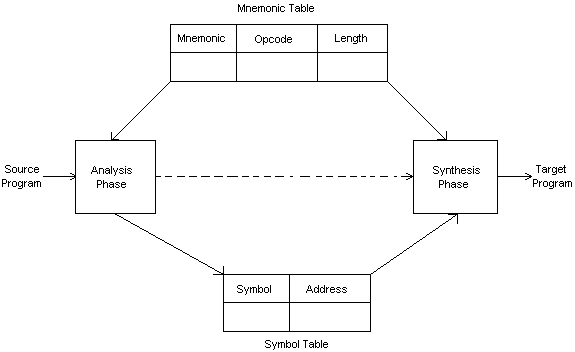 Mnemonic Table
Mnemonic Opcode Length
Source
Program
Analysis
Phase
Synthesis
Phase
Target
Program
Symbol Address
Symbol Table